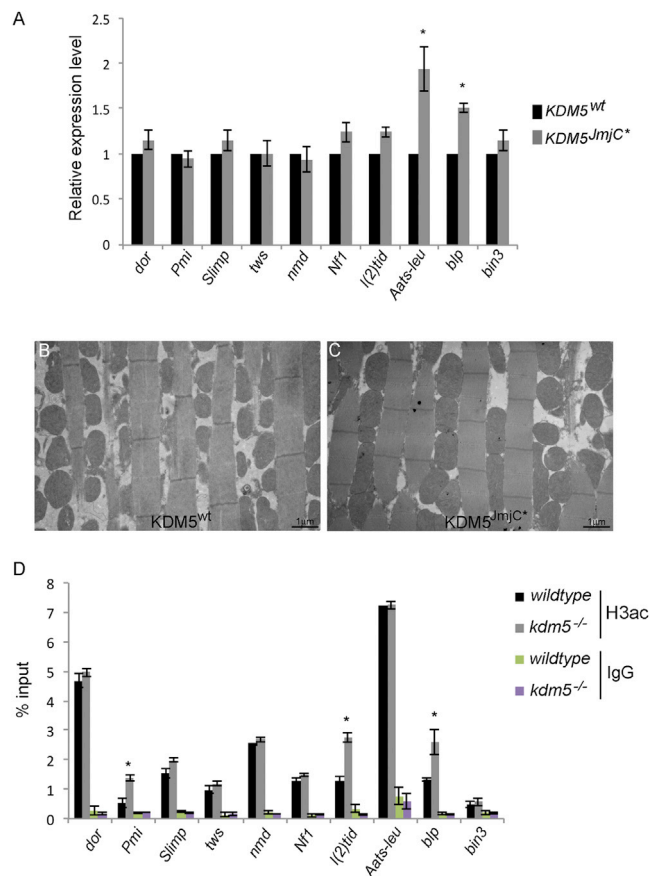 A
Relative expression level
2.5
2
1.5
1
0.5
0
*
*
KDM5wt
KDM5JmjC*
dor
Pmi
Slimp
tws
nmd
Nf1
l(2)tid
Aats-leu
blp
bin3
B
KDM5wt
1µm
C
KDM5JmjC*
1µm
D
% input
8
7
6
5
4
3
2
1
0
*
*
*
wildtype
kdm5-/-
H3ac
wildtype
kdm5-/-
IgG
dor
Pmi
Slimp
tws
nmd
Nf1
l(2)tid
Aats-leu
blp
bin3